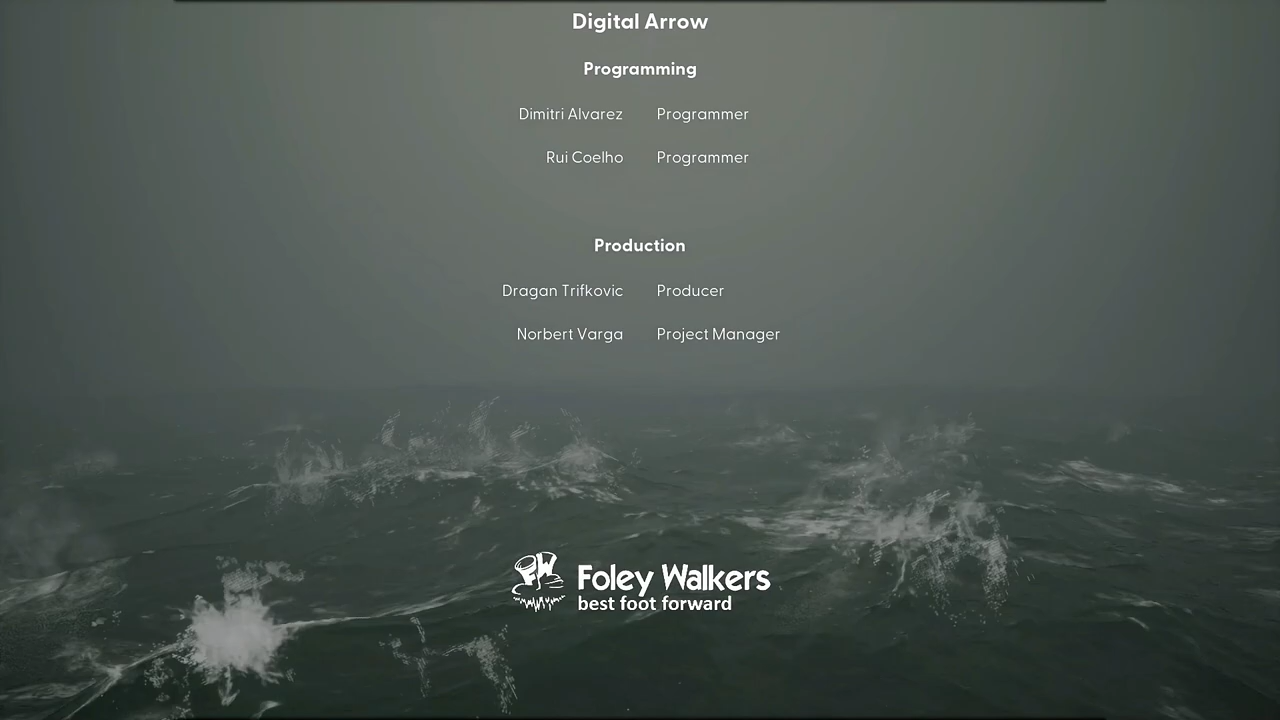 Digital Arrow
Programming
Dimitri Alvarez Programmer
Rui Coelho Programmer
Production
Dragan Trifkovic Producer
Norbert Varga Project Manager
FW
Foley Walkers
best foot forward